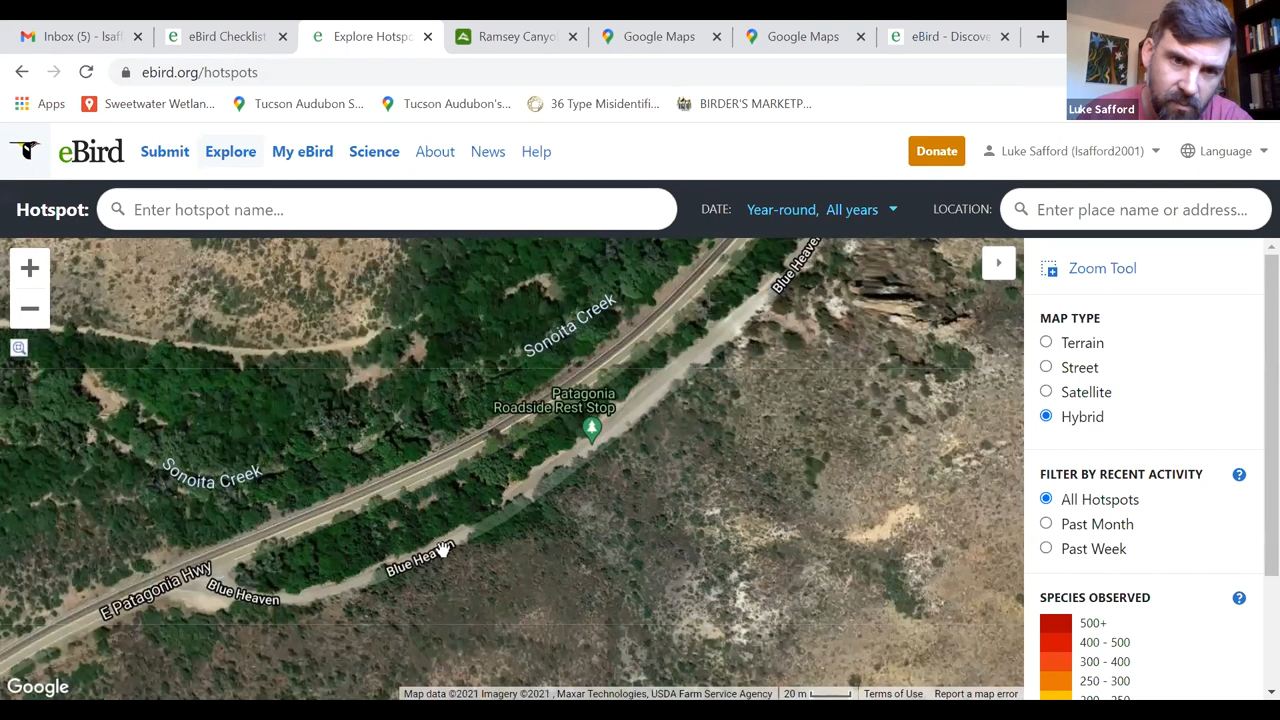 Inbox (5) - lsaf
eBird Checklist
Explore Hotspo
Ramsey Canyo
Google Maps
Google Maps
eBird - Discove
ebird.org/hotspots
Apps
Sweetwater Wetlan...
Tucson Audubon S...
Tucson Audubon's...
36 Type Misidentifi...
BIRDER'S MARKETP...
Luke Safford
eBird
Submit
Explore
My eBird
Science
About
News
Help
Donate
Luke Safford (lsafford2001)
Language
Hotspot:
Enter hotspot name...
DATE:
Year-round, All years
LOCATION:
Enter place name or address...
Blue Heaven
Sonoita Creek
Patagonia
Roadside Rest Stop
Sonoita Creek
Blue Heaven
E Patagonia Hwy
Blue Heaven
Google
Map data ©2021 Imagery ©2021 , Maxar Technologies, USDA Farm Service Agency
20 m
Terms of Use
Report a map error
Zoom Tool
MAP TYPE
Terrain
Street
Satellite
Hybrid
FILTER BY RECENT ACTIVITY
?
All Hotspots
Past Month
Past Week
SPECIES OBSERVED
?
500+
400 - 500
300 - 400
250 - 300
200 - 250